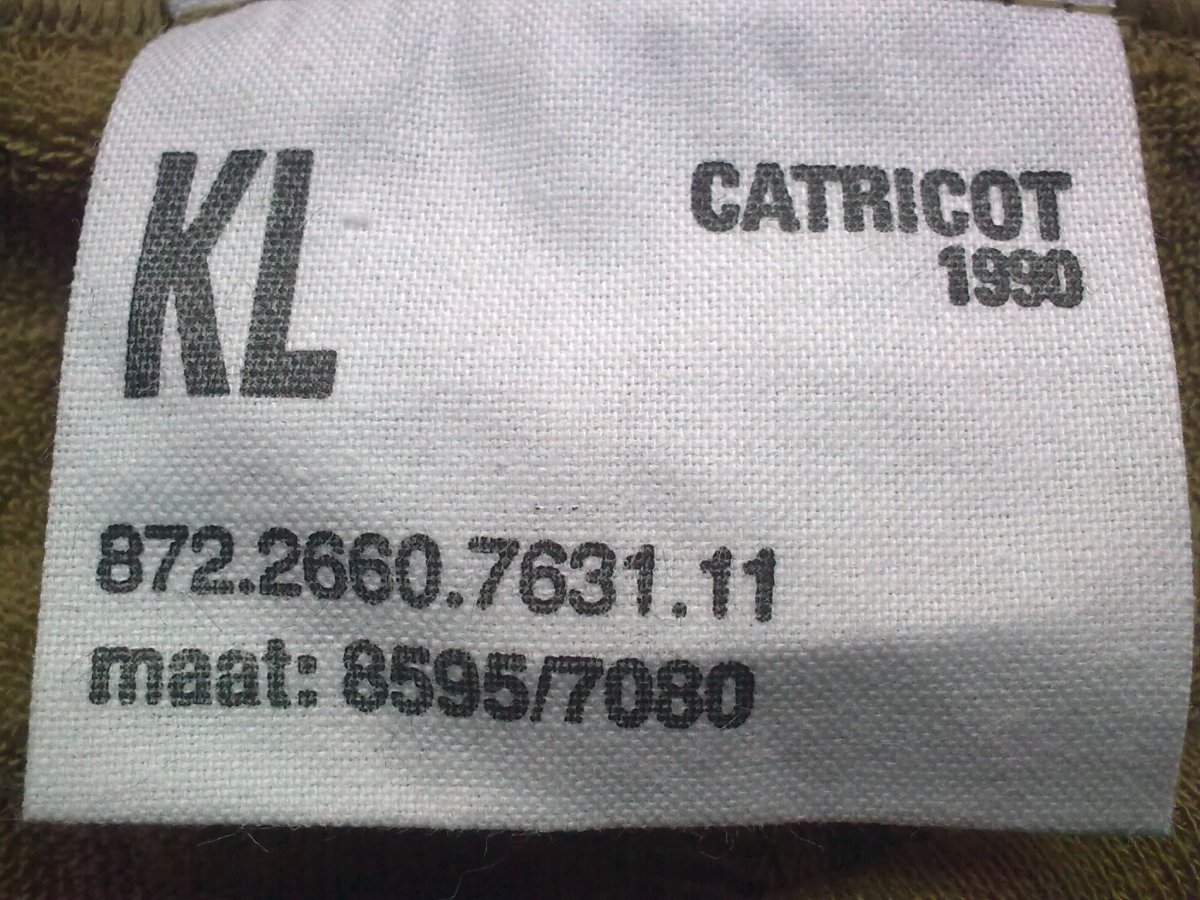 KL
CATRICOT
1990
872.2660.7631.11
maat: 8595/7080